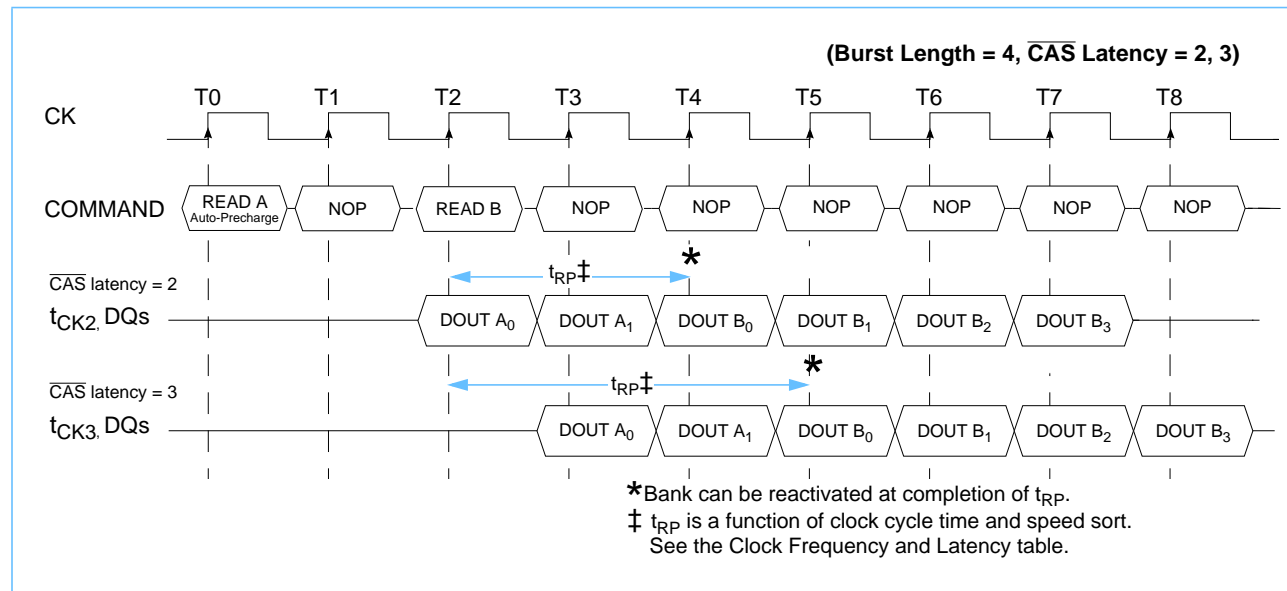 (Burst Length = 4, CAS Latency = 2, 3)
T0 T1 T2 T3 T4 T5 T6 T7 T8
CK
COMMAND READ A Auto-Precharge NOP READ B NOP NOP NOP NOP NOP NOP
tRP‡ *
CAS latency = 2
tCK2, DQs DOUT A0 DOUT A1 DOUT B0 DOUT B1 DOUT B2 DOUT B3
tRP‡ *
CAS latency = 3
tCK3, DQs DOUT A0 DOUT A1 DOUT B0 DOUT B1 DOUT B2 DOUT B3
*Bank can be reactivated at completion of tRP.
‡ tRP is a function of clock cycle time and speed sort.
See the Clock Frequency and Latency table.